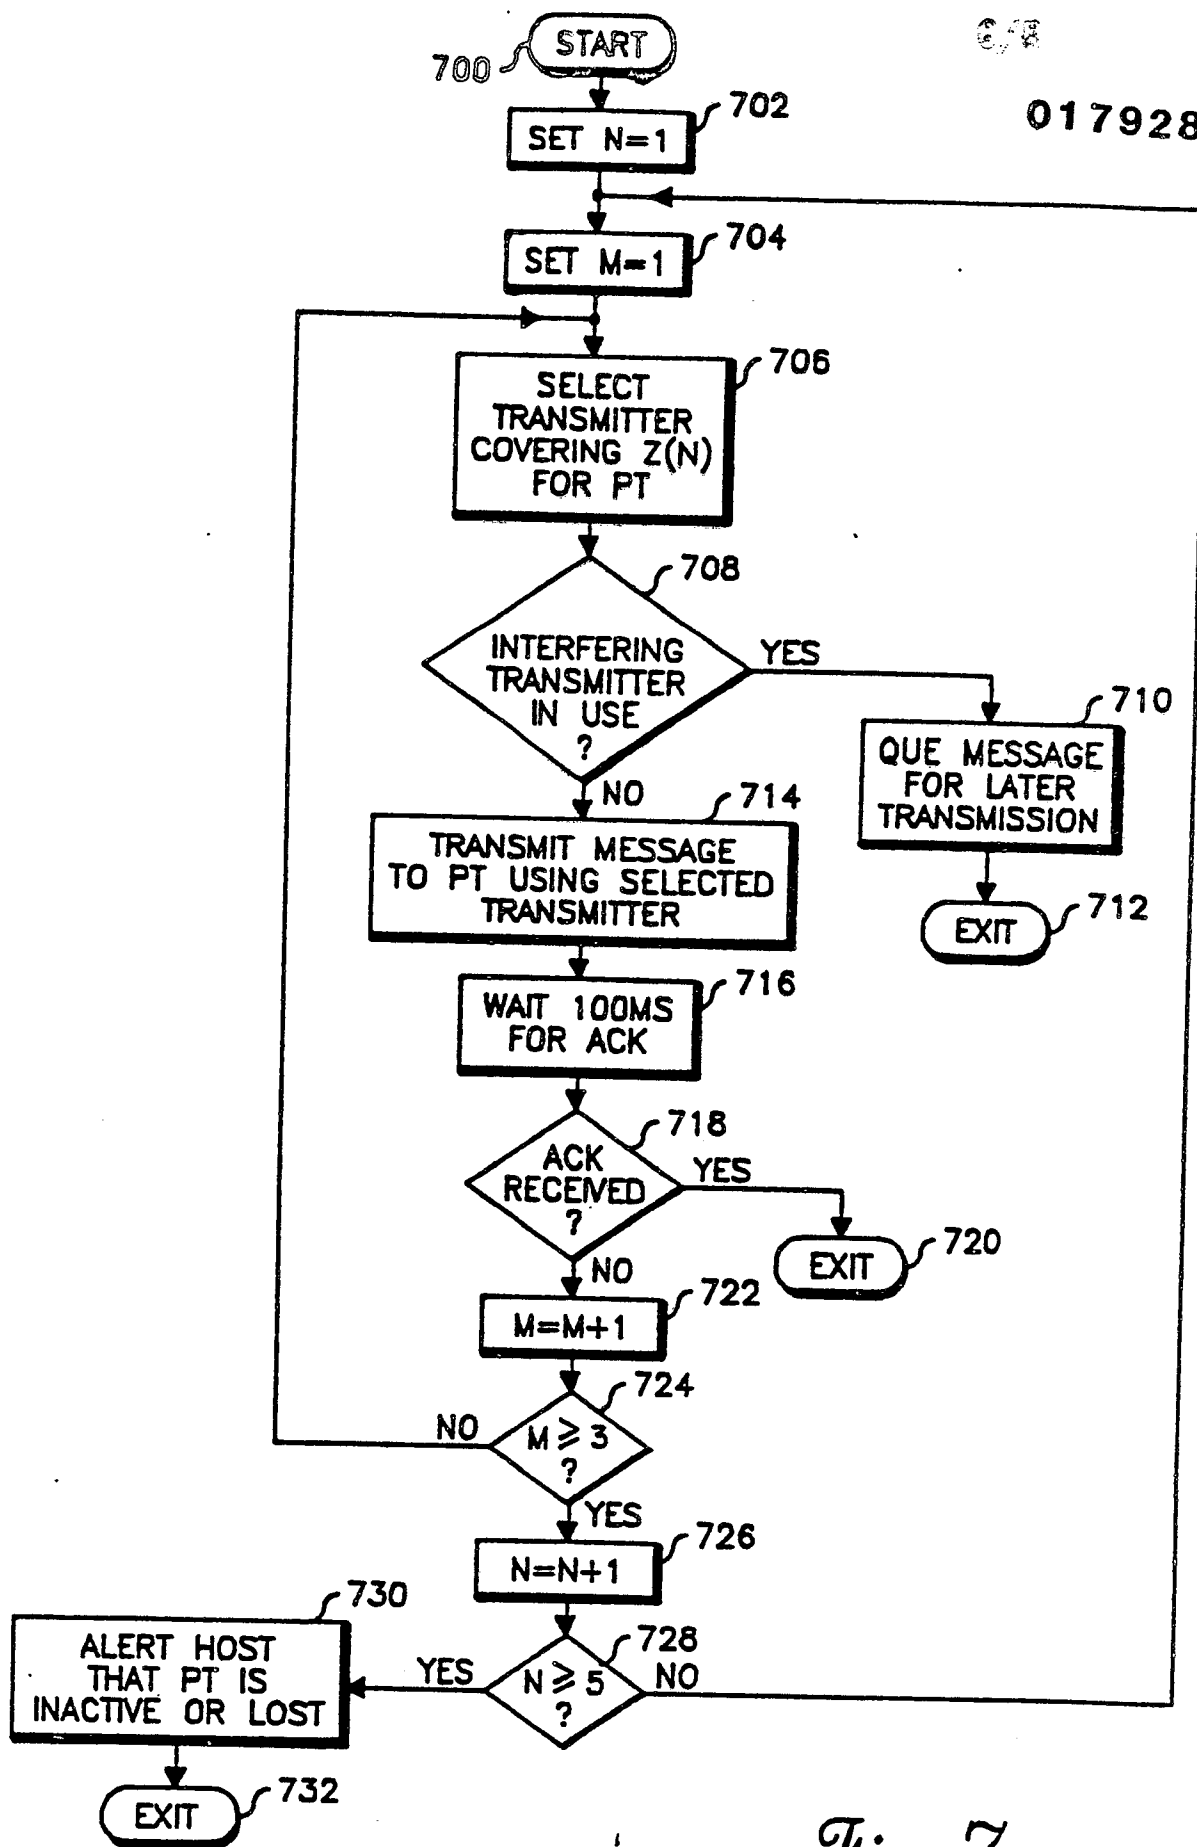 START
700
6/8
017928
702
SET N=1
704
SET M=1
706
SELECT
TRANSMITTER
COVERING Z(N)
FOR PT
708
INTERFERING
TRANSMITTER
IN USE
?
YES
710
QUE MESSAGE
FOR LATER
TRANSMISSION
712
EXIT
NO
714
TRANSMIT MESSAGE
TO PT USING SELECTED
TRANSMITTER
716
WAIT 100MS
FOR ACK
718
ACK
RECEIVED
?
YES
720
EXIT
NO
722
M=M+1
724
M ⩾ 3
?
NO
YES
726
N=N+1
728
N ⩾ 5
?
NO
YES
730
ALERT HOST
THAT PT IS
INACTIVE OR LOST
732
EXIT
7